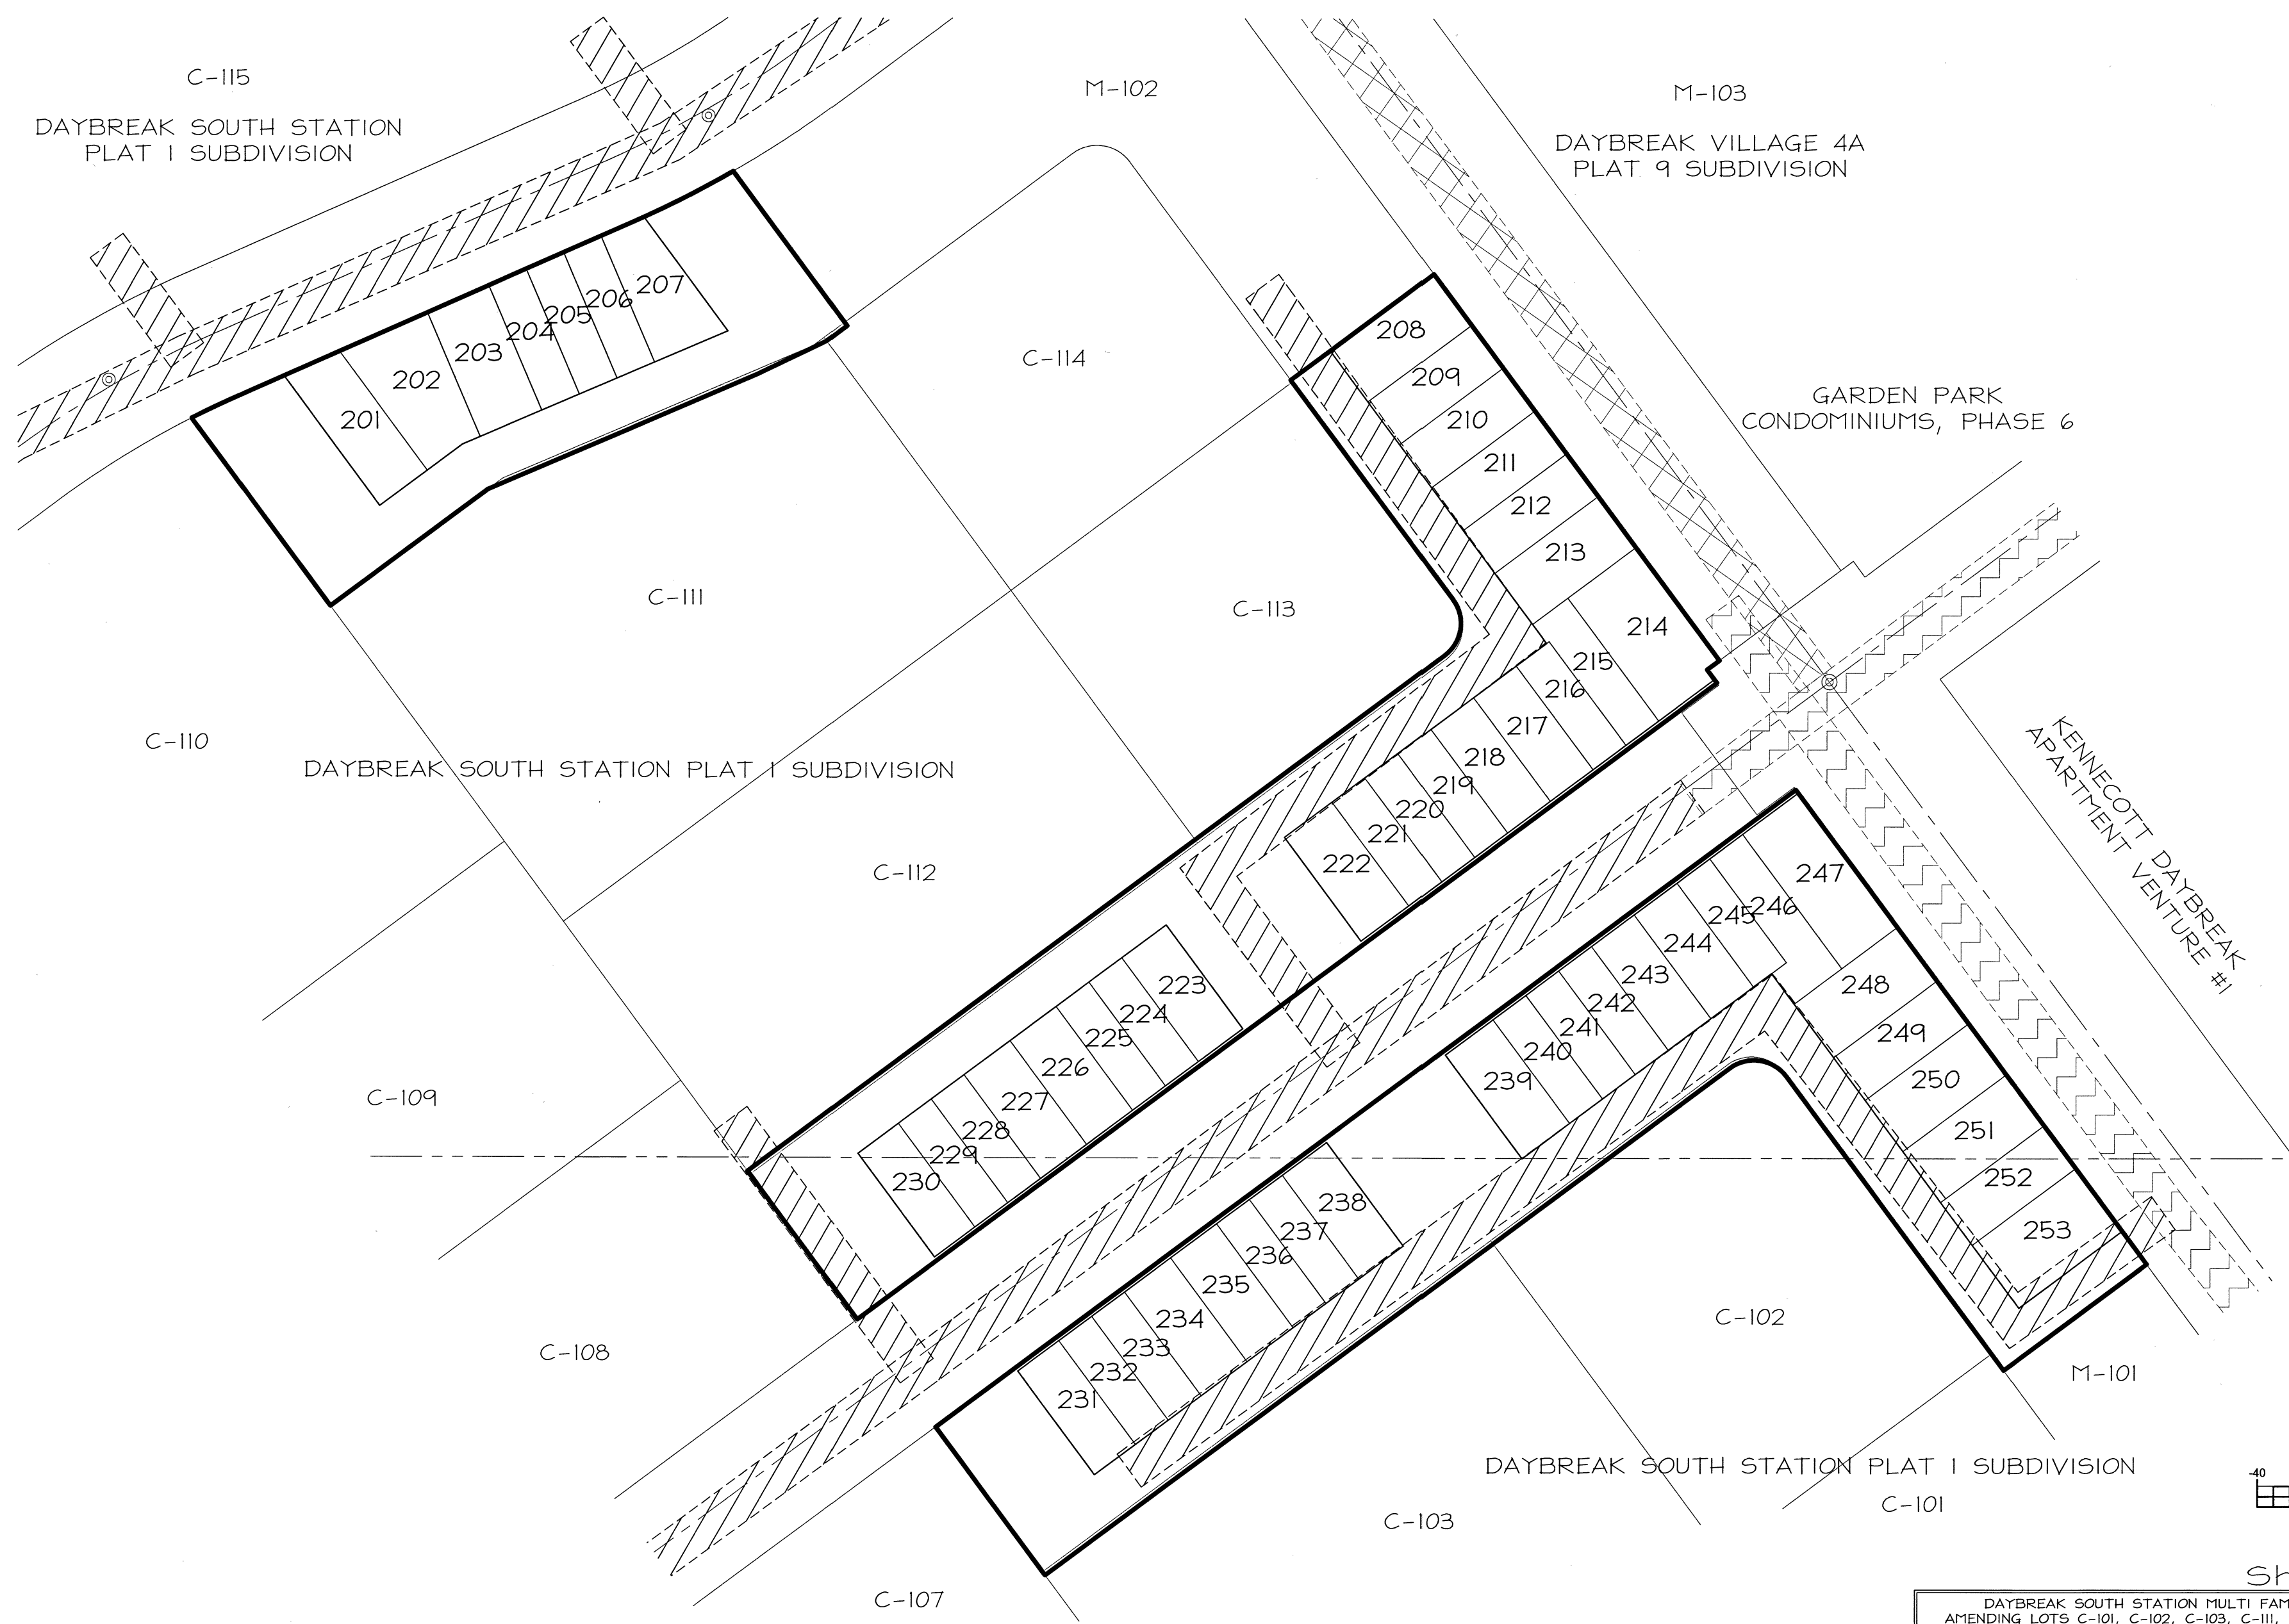 C-115
DAYBREAK SOUTH STATION
PLAT 1 SUBDIVISION
M-102
M-103
DAYBREAK VILLAGE 4A
PLAT 9 SUBDIVISION
GARDEN PARK
CONDOMINIUMS, PHASE 6
201
202
203
204
205
206
207
C-114
208
209
210
211
212
213
214
215
216
217
218
219
220
221
222
C-111
C-113
C-110
DAYBREAK SOUTH STATION PLAT 1 SUBDIVISION
C-112
KENNECOTT DAYBREAK
APARTMENT VENTURE #1
223
224
225
226
227
228
229
230
C-109
C-108
247
246
245
244
243
242
241
240
239
248
249
250
251
252
253
238
237
236
235
234
233
232
231
C-102
M-101
DAYBREAK SOUTH STATION PLAT 1 SUBDIVISION
C-101
C-103
C-107
-40
Sh
DAYBREAK SOUTH STATION MULTI FAM
AMENDING LOTS C-101, C-102, C-103, C-111,